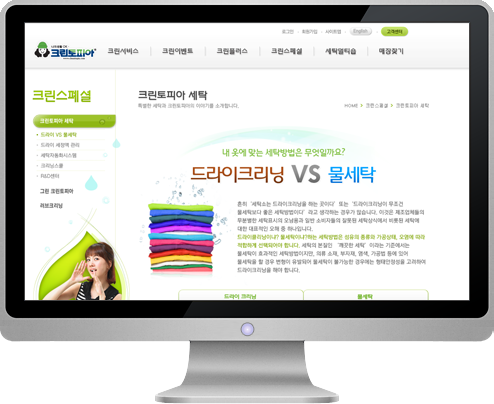 로그인 회원가입 사이트맵 English 고객센터
크린토피아
크린서비스 크린이벤트 크린플러스 크린스페셜 세탁멀티숍 매장찾기
크린스페셜
크린토피아 세탁
드라이 VS 물세탁
드라이 세정액 관리
세탁자동화시스템
크리닝스쿨
R&D센터
그린 크린토피아
러브크리닝
크린토피아 세탁
특별한 세탁과 크린토피아의 이야기를 소개합니다.
HOME > 크린스페셜 > 크린토피아 세탁
내 옷에 맞는 세탁방법은 무엇일까요?
드라이크리닝 VS 물세탁
흔히 '세탁소는 드라이크리닝을 하는 곳이다' 또는 '드라이크리닝이 무조건
물세탁보다 좋은 세탁방법이다' 라고 생각하는 경우가 많습니다. 이것은 제조업체들의
무분별한 세탁표시의 오남용과 일반 소비자들의 잘못된 세탁상식에서 비롯된 세탁에
대한 대표적인 오해 중 하나입니다.
드라이클리닝이나? 물세탁이냐?하는 세탁방법은 섬유의 종류와 가공상태, 오염에 따라
적합하게 선택되어야 합니다. 세탁의 본질인 '깨끗한 세탁' 이라는 기준에서는
물세탁이 효과적인 세탁방법이지만, 의류 소재, 부자재, 염색, 가공법 등에 있어
물세탁을 할 경우 변형이 유발되어 물세탁이 불가능한 경우에는 형태안정성을 고려하여
드라이크리닝을 해야 합니다.
드라이 크리닝 물세탁